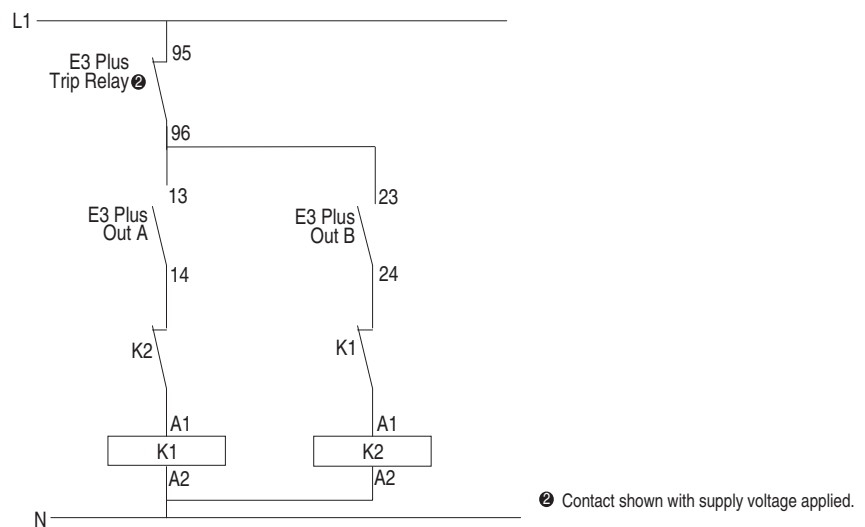 L1
95
E3 Plus
Trip Relay❷
96
13
23
E3 Plus
Out A
E3 Plus
Out B
14
24
K2
K1
A1
A1
K1
K2
A2
A2
❷ Contact shown with supply voltage applied.
N